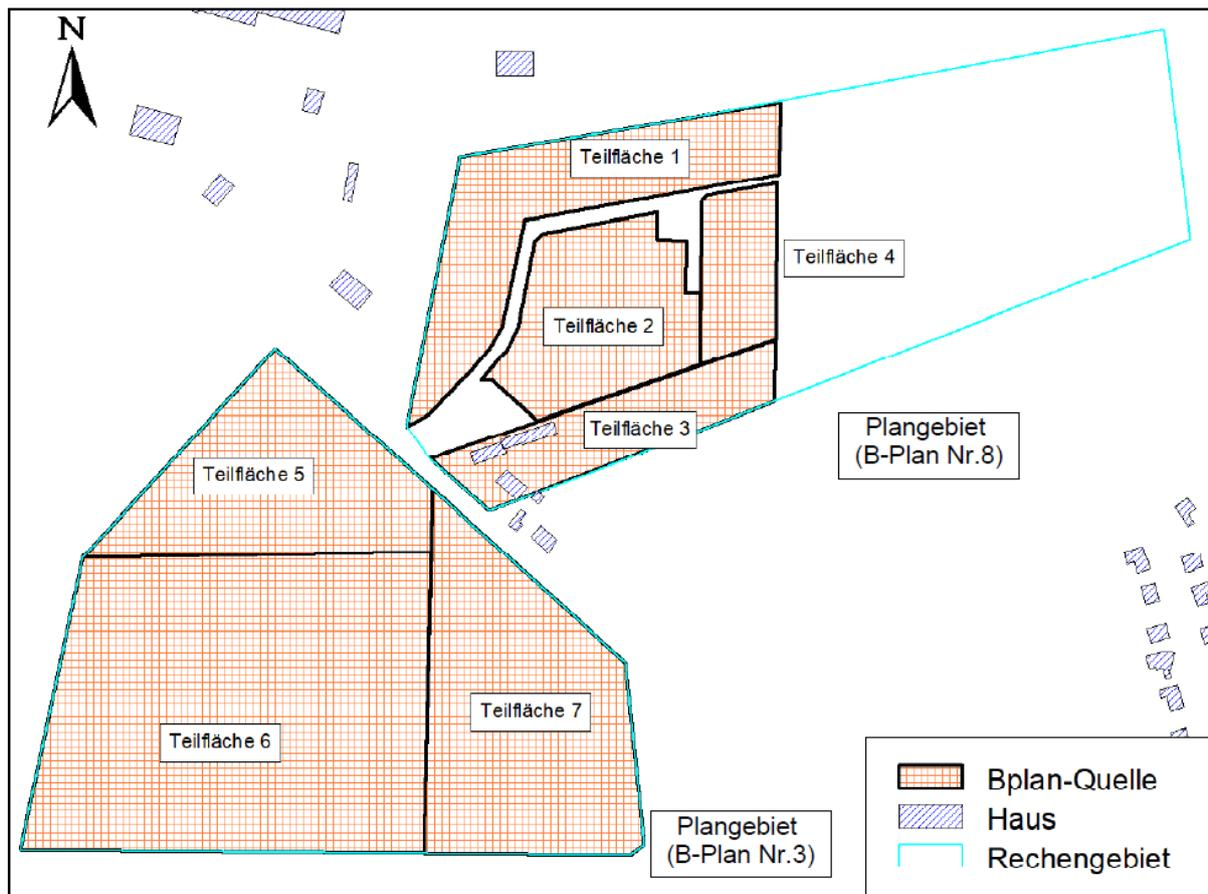 N
Teilfläche 1
Teilfläche 4
Teilfläche 2
Teilfläche 3
Plangebiet
(B-Plan Nr.8)
Teilfläche 5
Teilfläche 7
Teilfläche 6
Plangebiet
(B-Plan Nr.3)
Bplan-Quelle
Haus
Rechengebiet